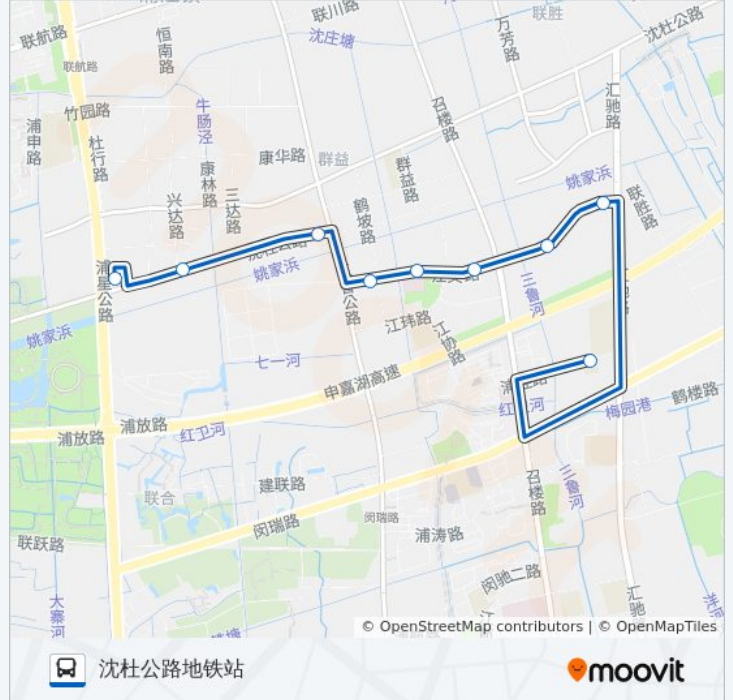 联川路
联胜
沈杜公路
万芳路
联航路
恒南路
沈庄塘
联航路
汇驰路
竹园路
牛肠泾
召楼路
浦申路
杜行路
康华路
群益
群益路
姚家浜
康林路
三达路
兴达路
鹤坡路
联胜路
浦星公路
姚家浜
三鲁河
江玮路
江协路
姚家浜
七一河
申嘉湖高速
鹤楼路
梅园港
浦放路
浦放路
红卫河
召楼路
三鲁河
建联路
联合
闵瑞路
闵瑞路
浦涛路
联跃路
闵驰二路
大寨河
汇驰
© OpenStreetMap contributors | © OpenMapTiles
沈杜公路地铁站
moovit